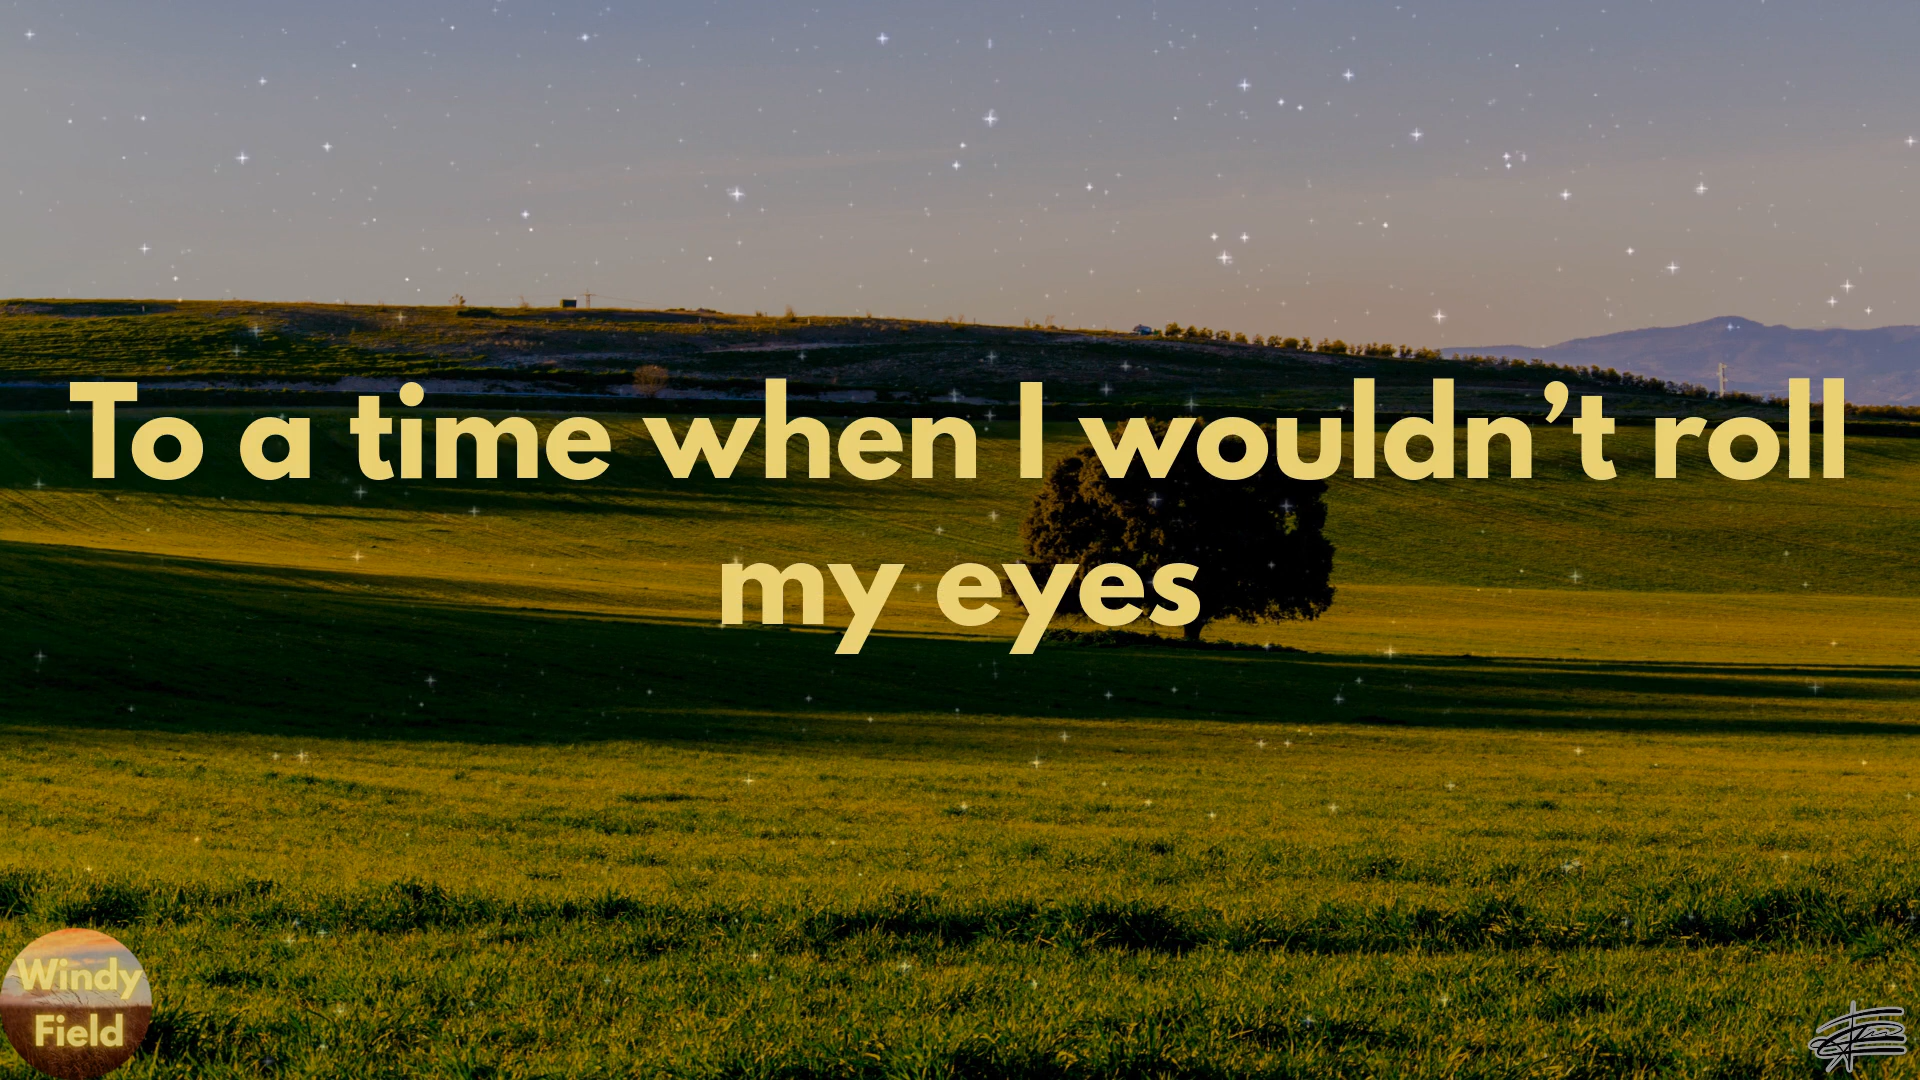 To a time when I wouldn’t roll
my eyes
Windy
Field